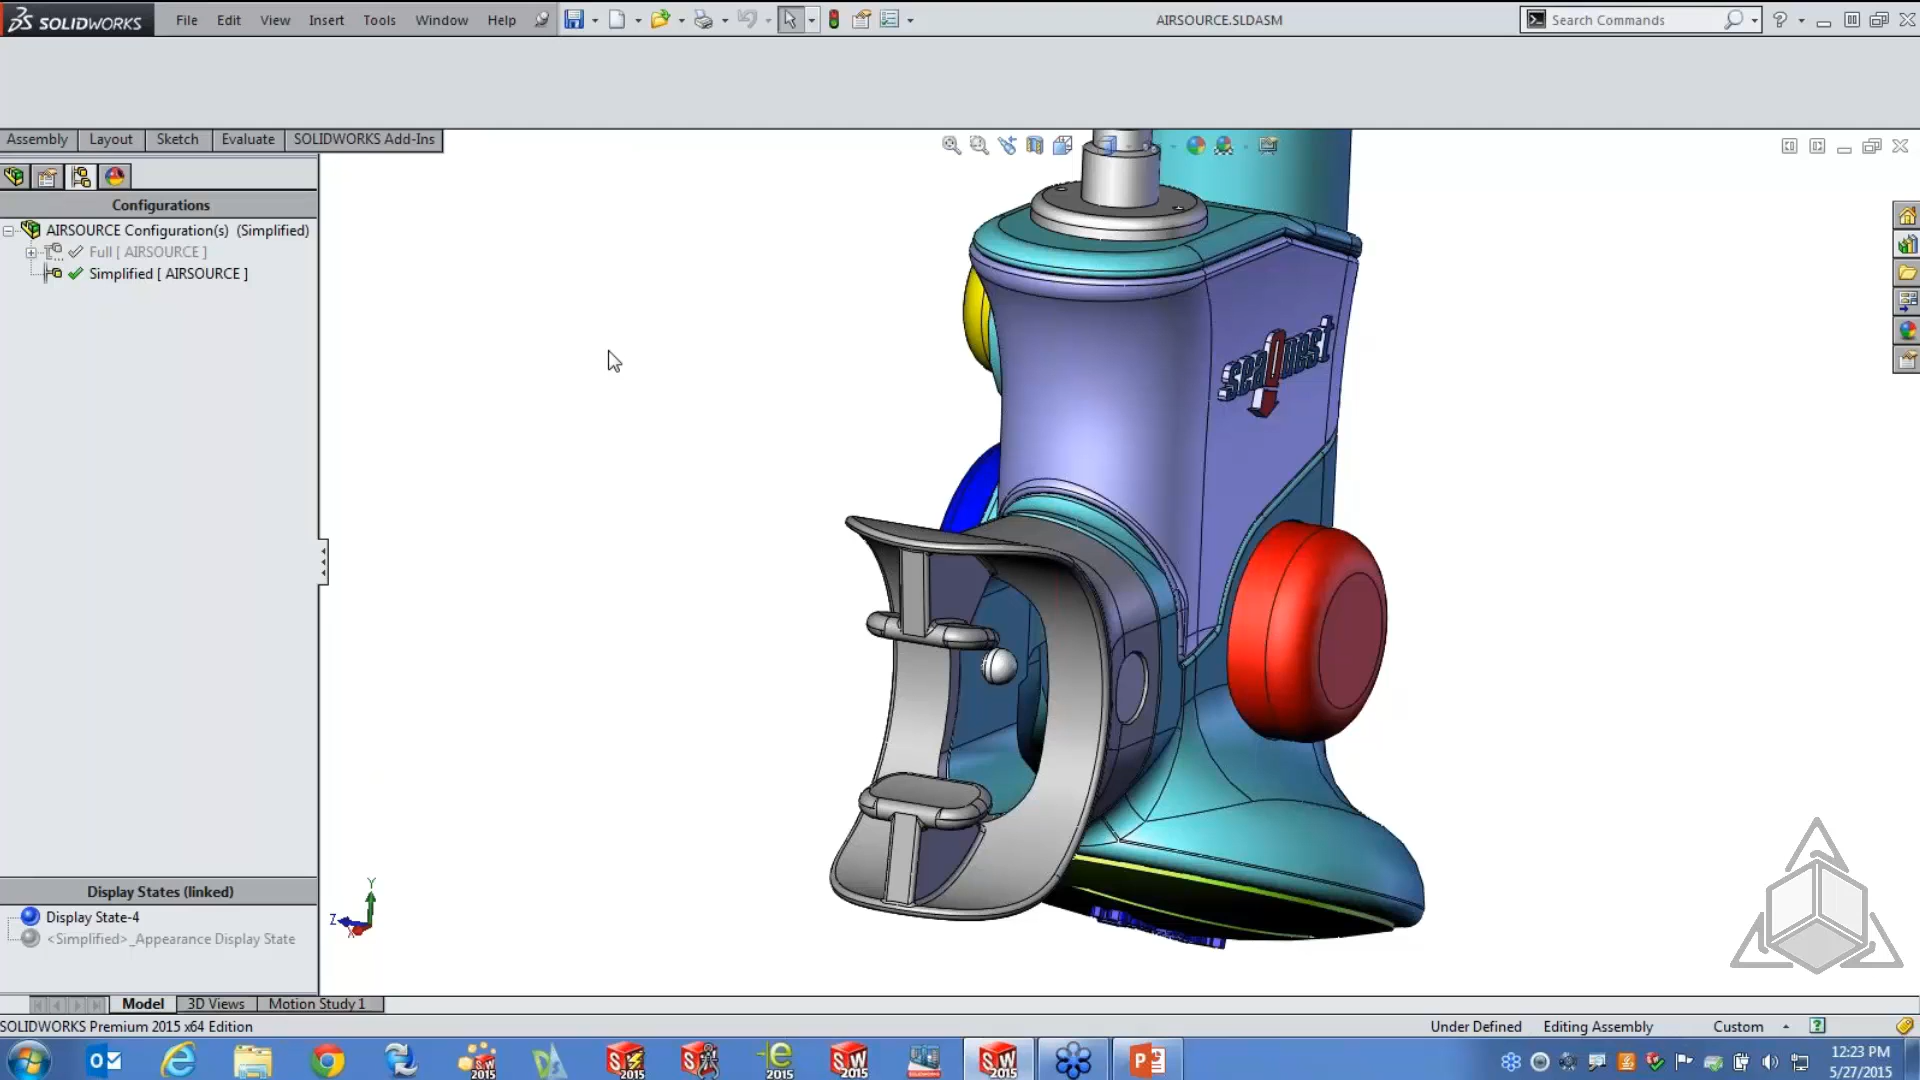 SOLIDWORKS File Edit View Insert Tools Window Help AIRSOURCE.SLDASM Search Commands
Assembly Layout Sketch Evaluate SOLIDWORKS Add-Ins
Configurations
AIRSOURCE Configuration(s) (Simplified)
Full [ AIRSOURCE ]
Simplified [ AIRSOURCE ]
seaQuest
Display States (linked)
Display State-4
<Simplified>_Appearance Display State
Y
Z
X
Model 3D Views Motion Study 1
SOLIDWORKS Premium 2015 x64 Edition Under Defined Editing Assembly Custom
12:23 PM
5/27/2015